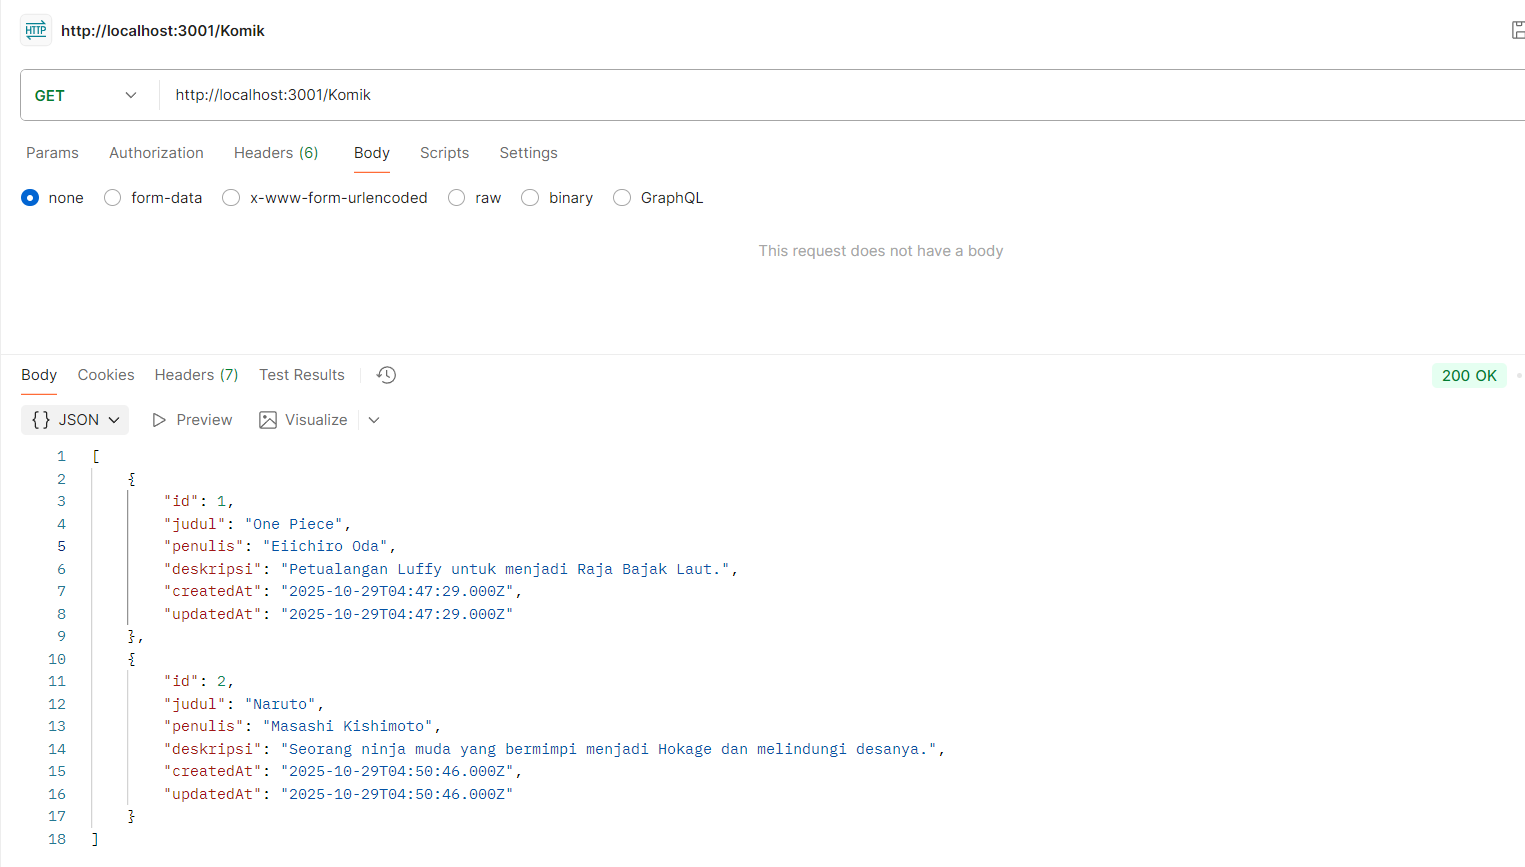 HTTP http://localhost:3001/Komik
GET http://localhost:3001/Komik
Params Authorization Headers (6) Body Scripts Settings
none form-data x-www-form-urlencoded raw binary GraphQL
This request does not have a body
Body Cookies Headers (7) Test Results 200 OK
{} JSON Preview Visualize
1 [
2 {
3 "id": 1,
4 "judul": "One Piece",
5 "penulis": "Eiichiro Oda",
6 "deskripsi": "Petualangan Luffy untuk menjadi Raja Bajak Laut.",
7 "createdAt": "2025-10-29T04:47:29.000Z",
8 "updatedAt": "2025-10-29T04:47:29.000Z"
9 },
10 {
11 "id": 2,
12 "judul": "Naruto",
13 "penulis": "Masashi Kishimoto",
14 "deskripsi": "Seorang ninja muda yang bermimpi menjadi Hokage dan melindungi desanya.",
15 "createdAt": "2025-10-29T04:50:46.000Z",
16 "updatedAt": "2025-10-29T04:50:46.000Z"
17 }
18 ]